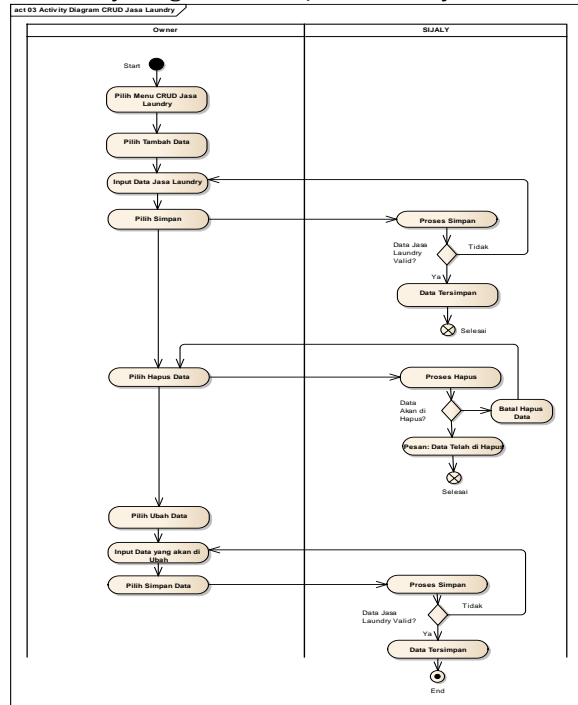 act 03 Activity Diagram CRUD Jasa Laundry
Owner
SIJALY
Start
Pilih Menu CRUD Jasa
Laundry
Pilih Tambah Data
Input Data Jasa Laundry
Pilih Simpan
Proses Simpan
Data Jasa
Laundry
Valid?
Tidak
Ya
Data Tersimpan
Selesai
Pilih Hapus Data
Proses Hapus
Data
Akan di
Hapus?
Batal Hapus
Data
Pesan: Data Telah di Hapus
Selesai
Pilih Ubah Data
Input Data yang akan di
Ubah
Pilih Simpan Data
Proses Simpan
Data Jasa
Laundry Valid?
Tidak
Ya
Data Tersimpan
End